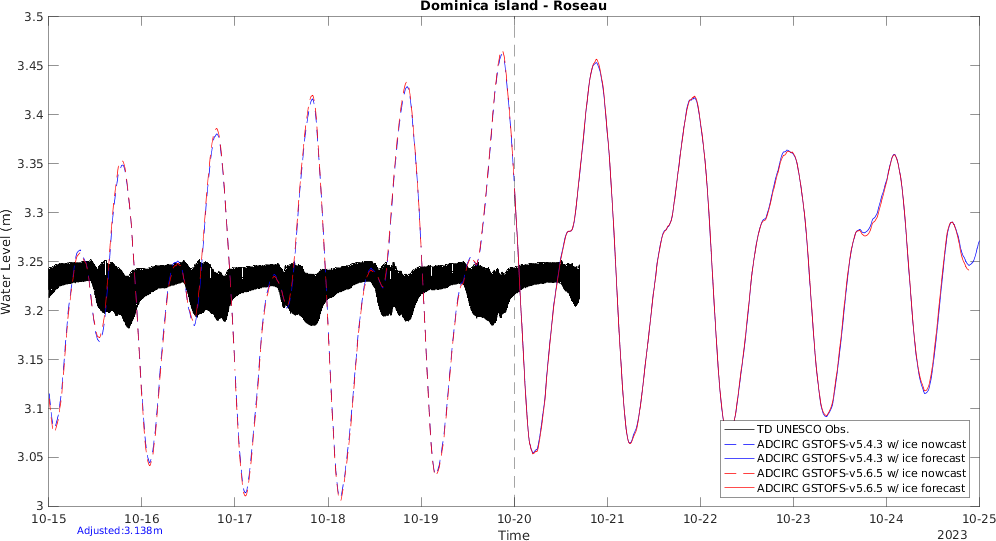 Dominica island - Roseau
3.5
3.45
3.4
3.35
3.3
3.25
3.2
3.15
3.1
3.05
3
Water Level (m)
TD UNESCO Obs.
ADCIRC GSTOFS-v5.4.3 w/ ice nowcast
ADCIRC GSTOFS-v5.4.3 w/ ice forecast
ADCIRC GSTOFS-v5.6.5 w/ ice nowcast
ADCIRC GSTOFS-v5.6.5 w/ ice forecast
10-15 10-16 10-17 10-18 10-19 10-20 10-21 10-22 10-23 10-24 10-25
Adjusted:3.138m
Time
2023